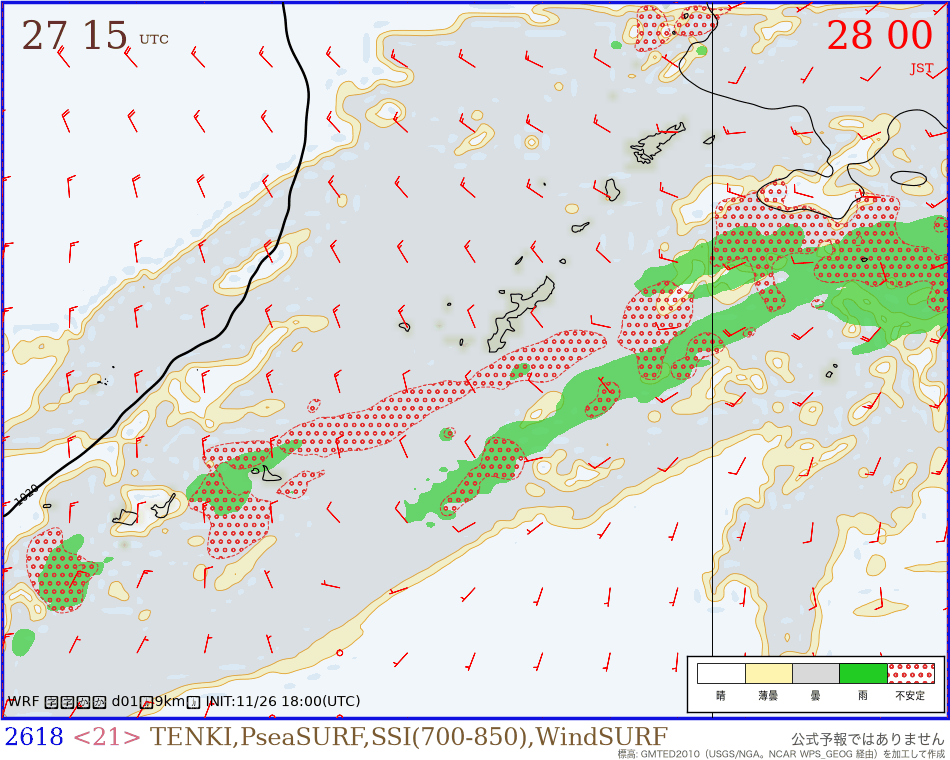 27 15 UTC
28 00
JST
1020
晴 薄曇 曇 雨 不安定
WRF d01 9km INIT:11/26 18:00(UTC)
2618 <21> TENKI,PseaSURF,SSI(700-850),WindSURF
公式予報ではありません
標高: GMTED2010（USGS/NGA。NCAR WPS_GEOG 経由）を加工して作成